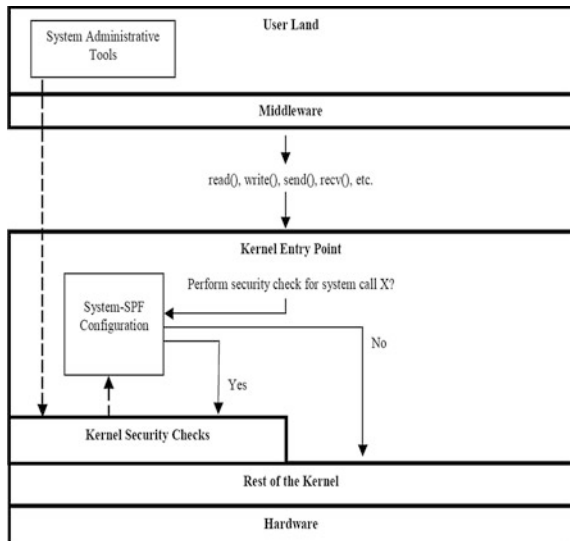 User Land
System Administrative
Tools
Middleware
read(), write(), send(), recv(), etc.
Kernel Entry Point
Perform security check for system call X?
System-SPF
Configuration
No
Yes
Kernel Security Checks
Rest of the Kernel
Hardware